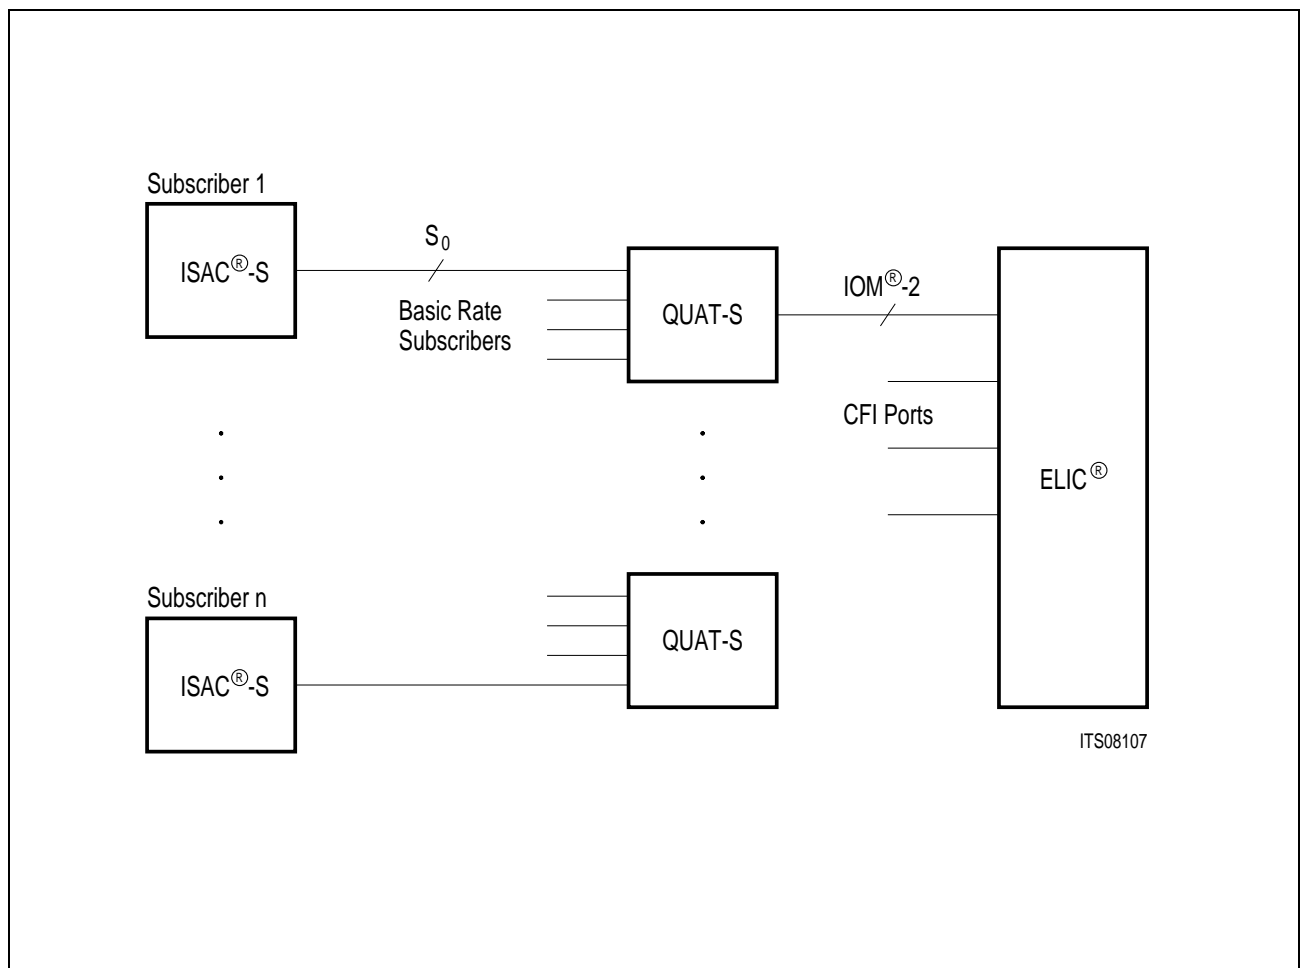 Subscriber 1
ISAC®-S
S0
Basic Rate
Subscribers
QUAT-S
IOM®-2
CFI Ports
ELIC®
Subscriber n
ISAC®-S
QUAT-S
ITS08107